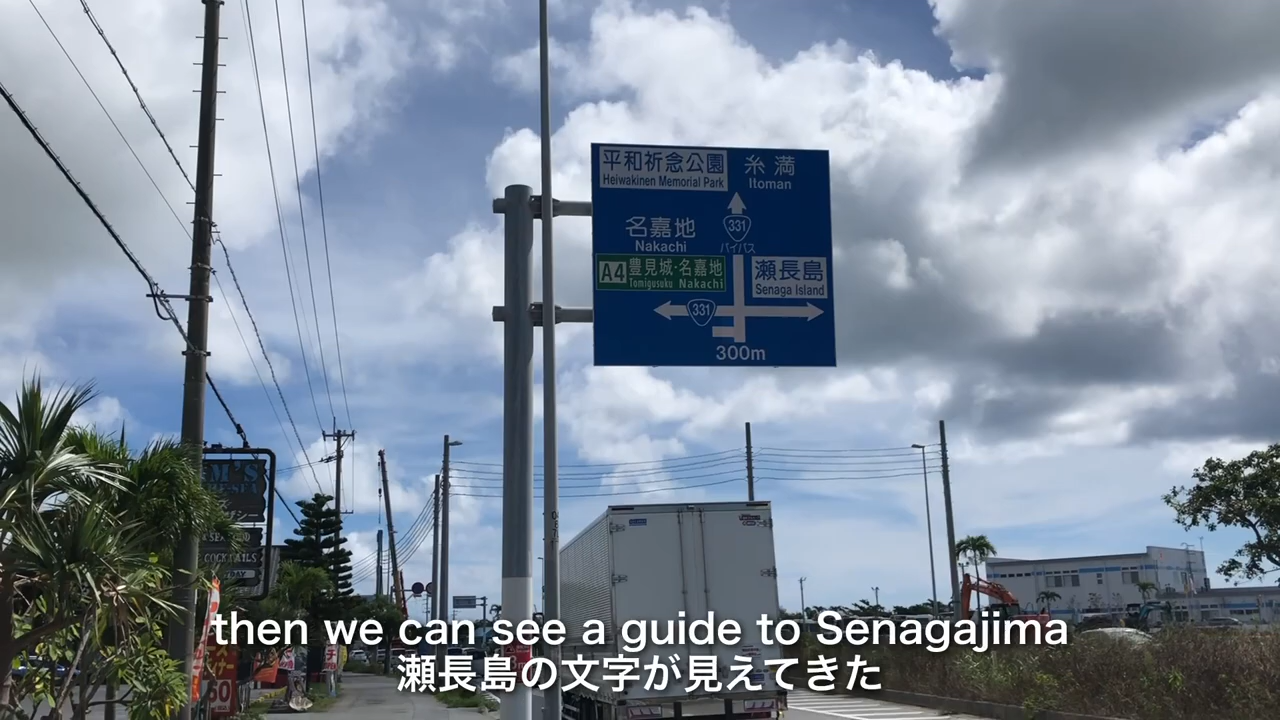 平和祈念公園 糸満
Heiwakinen Memorial Park Itoman
331
名嘉地
Nakachi バイパス
A4 豊見城・名嘉地 瀬長島
Tomigusuku Nakachi Senaga Island
331
300m
COCKTAILS
then we can see a guide to Senagajima
瀬長島の文字が見えてきた